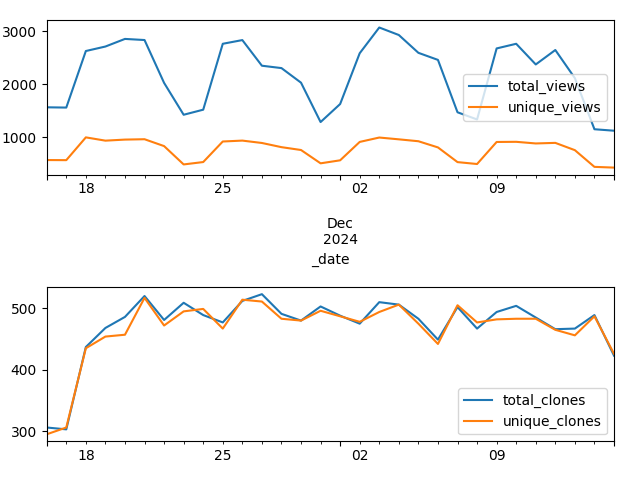 3000
2000
1000
total_views
unique_views
18
25
02
09
Dec
2024
_date
500
400
300
total_clones
unique_clones
18
25
02
09